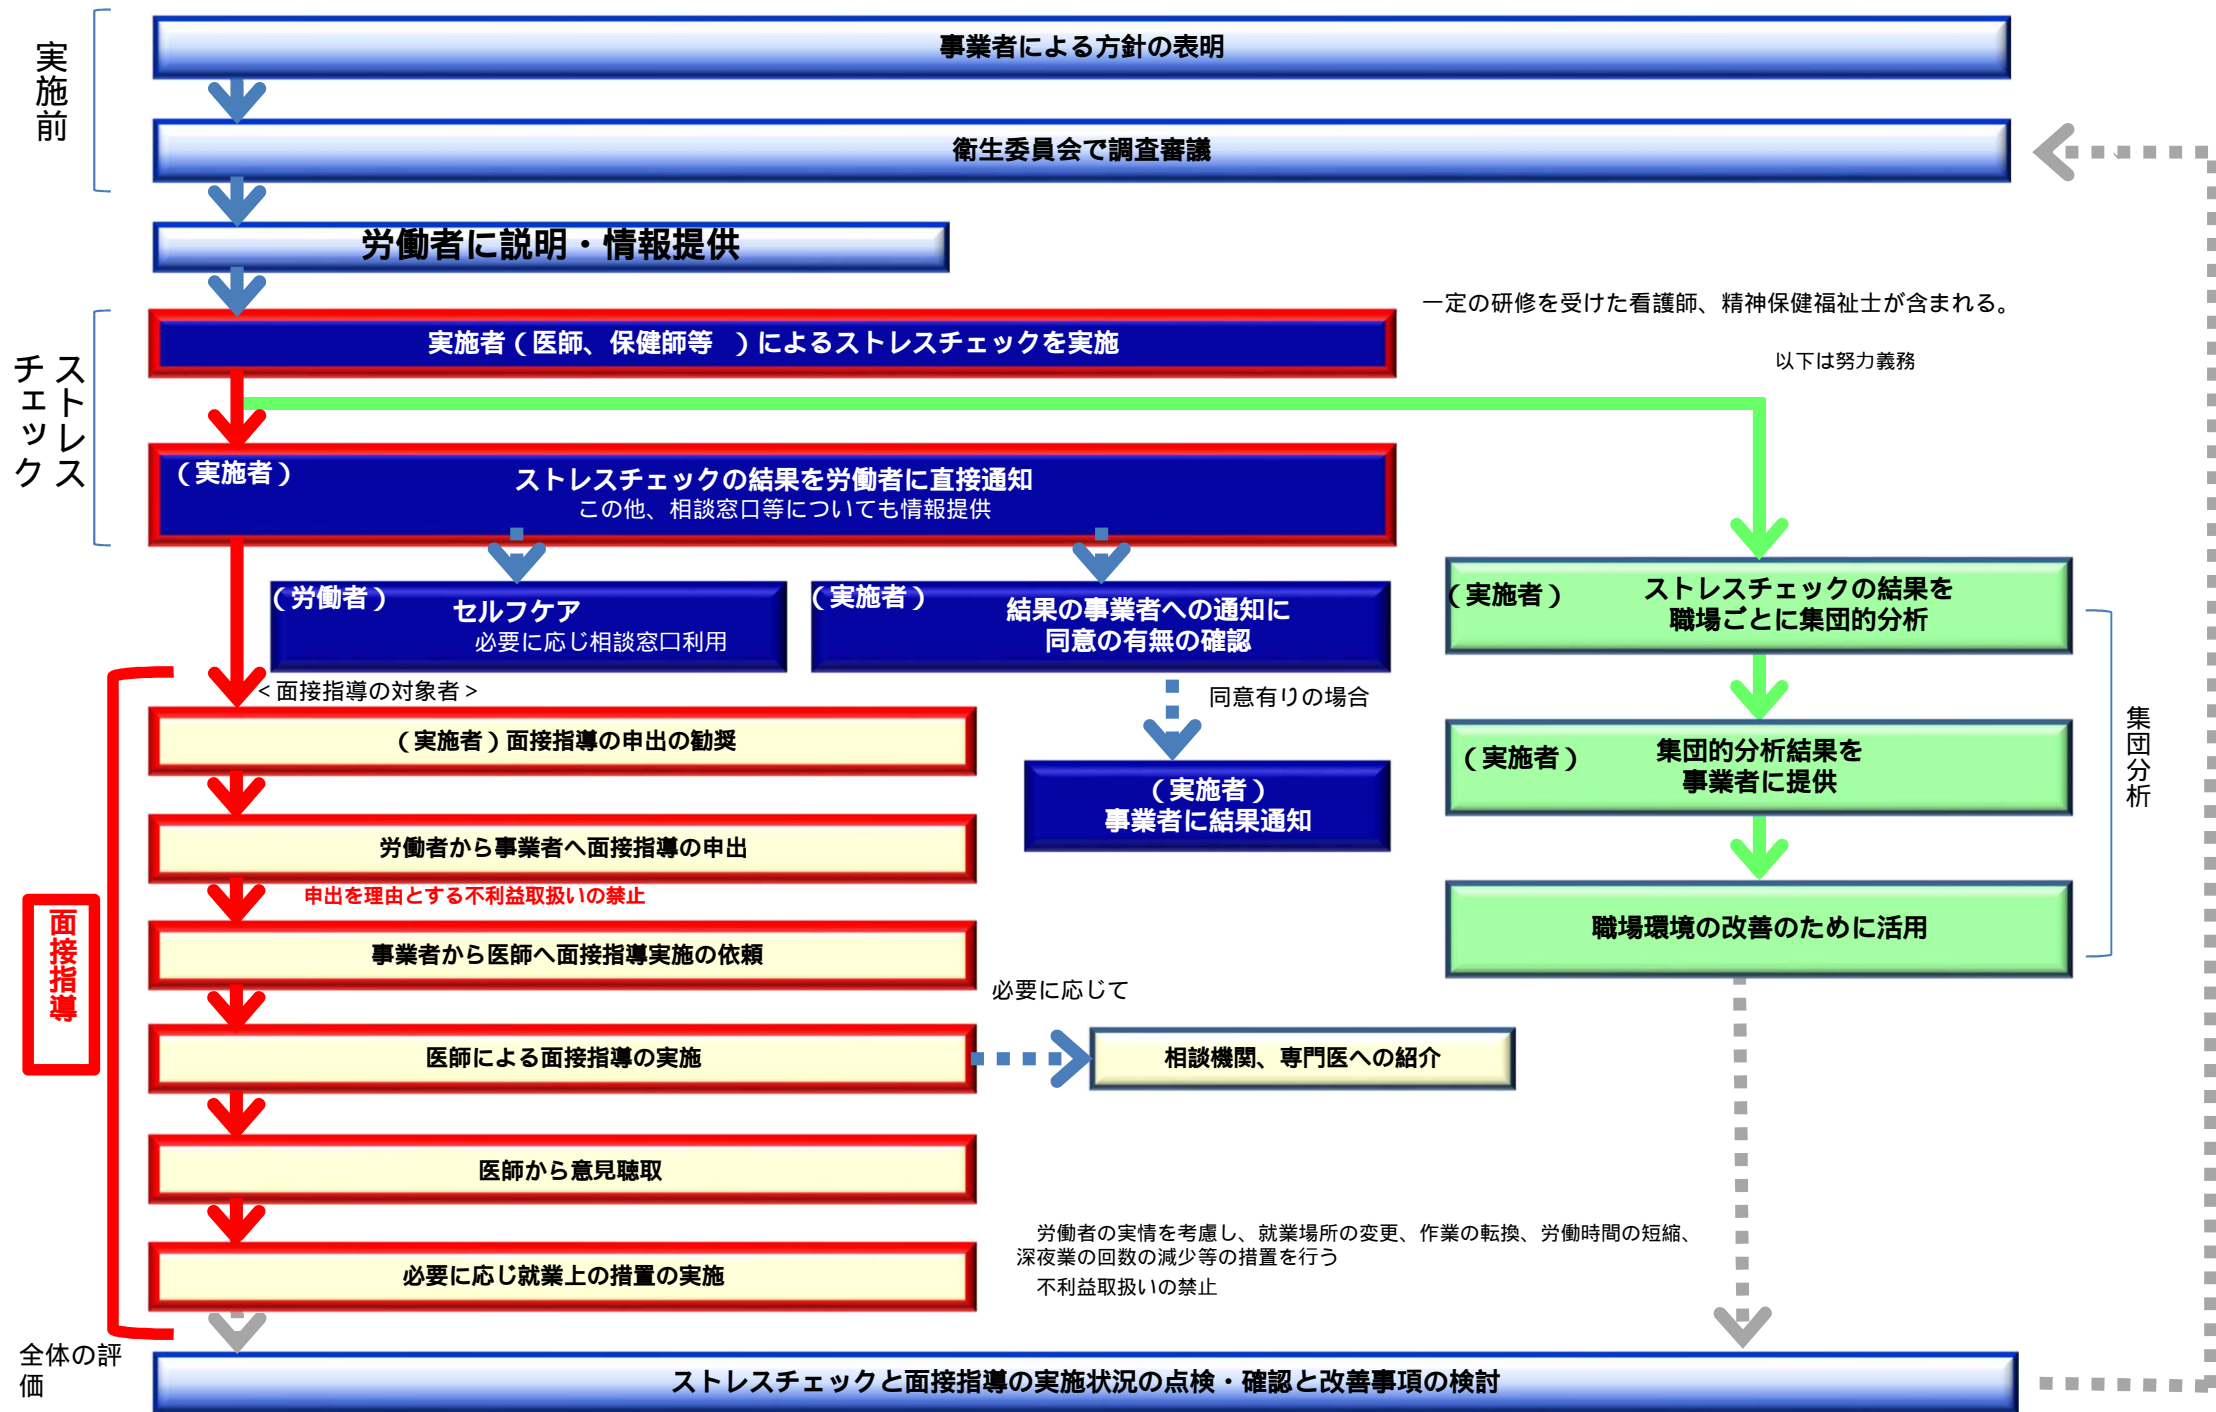 実施前
事業者による方針の表明
衛生委員会で調査審議
労働者に説明・情報提供
ストレス
チェック
実施者(医師、保健師等　)によるストレスチェックを実施
一定の研修を受けた看護師、精神保健福祉士が含まれる。
以下は努力義務
(実施者)
ストレスチェックの結果を労働者に直接通知
この他、相談窓口等についても情報提供
(労働者)
セルフケア
必要に応じ相談窓口利用
(実施者)
結果の事業者への通知に
同意の有無の確認
同意有りの場合
(実施者)
事業者に結果通知
(実施者)
ストレスチェックの結果を
職場ごとに集団的分析
(実施者)
集団的分析結果を
事業者に提供
職場環境の改善のために活用
集団分析
面接指導
<面接指導の対象者>
(実施者)面接指導の申出の勧奨
労働者から事業者へ面接指導の申出
申出を理由とする不利益取扱いの禁止
事業者から医師へ面接指導実施の依頼
医師による面接指導の実施
必要に応じて
相談機関、専門医への紹介
医師から意見聴取
必要に応じ就業上の措置の実施
労働者の実情を考慮し、就業場所の変更、作業の転換、労働時間の短縮、
深夜業の回数の減少等の措置を行う
不利益取扱いの禁止
全体の評
価
ストレスチェックと面接指導の実施状況の点検・確認と改善事項の検討